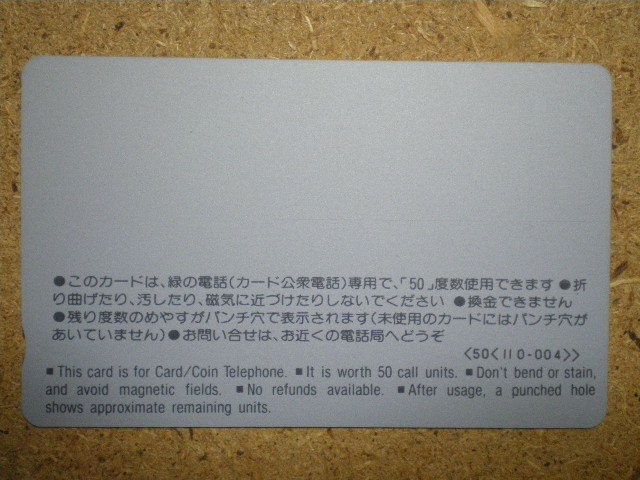 ●このカードは、緑の電話(カード公衆電話)専用で、「50」度数使用できます ●折
り曲げたり、汚したり、磁気に近づけたりしないでください ●換金できません
●残り度数のめやすがパンチ穴で表示されます(未使用のカードにはパンチ穴が
あいていません)●お問い合せは、お近くの電話局へどうぞ
〈50〈110-004〉〉
■ This card is for Card/Coin Telephone. ■ It is worth 50 call units. ■ Don't bend or stain,
and avoid magnetic fields. ■ No refunds available. ■ After usage, a punched hole
shows approximate remaining units.